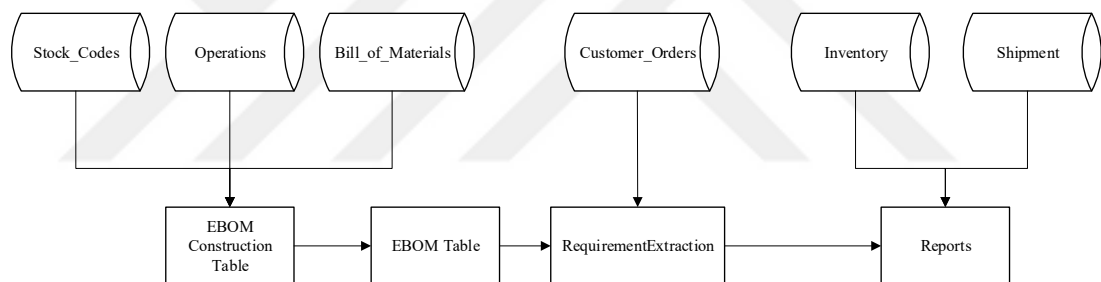 Stock_Codes
Operations
Bill_of_Materials
Customer_Orders
Inventory
Shipment
EBOM
Construction
Table
EBOM Table
RequirementExtraction
Reports